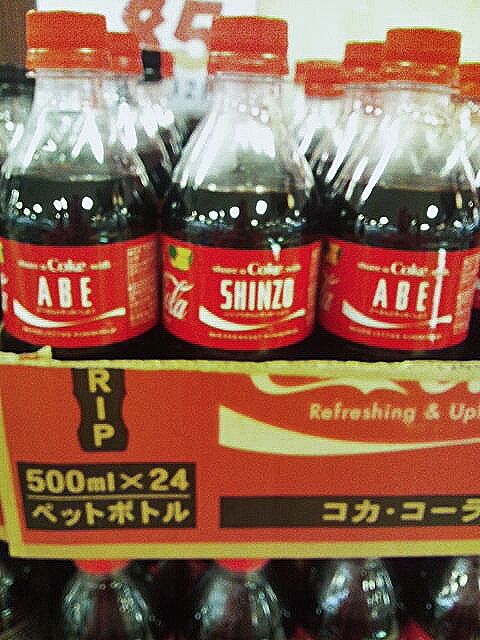 85
share a Coke with
ABE
share a Coke with
SHINZO
share a Coke with
ABE
RIP
Refreshing & Upl
500ml×24
ペットボトル
コカ・コーラ